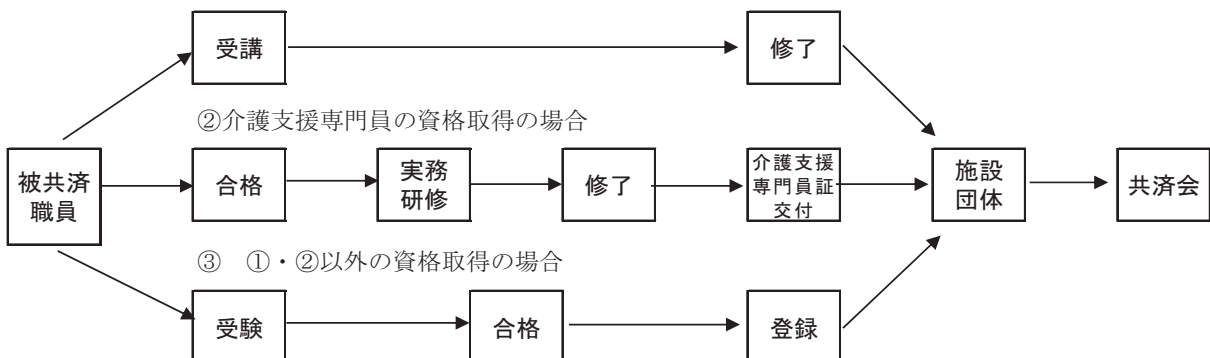 受講
修了
②介護支援専門員の資格取得の場合
被共済
職員
合格
実務
研修
修了
介護支援
専門員証
交付
施設
団体
共済会
③　①・②以外の資格取得の場合
受験
合格
登録